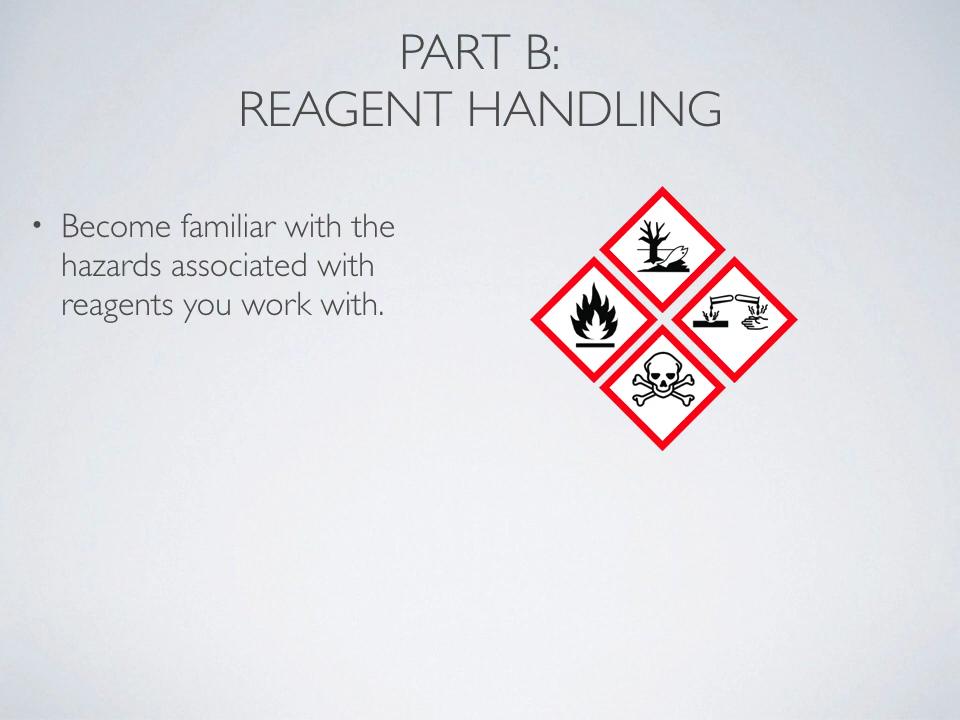 PART B:
REAGENT HANDLING
• Become familiar with the
hazards associated with
reagents you work with.